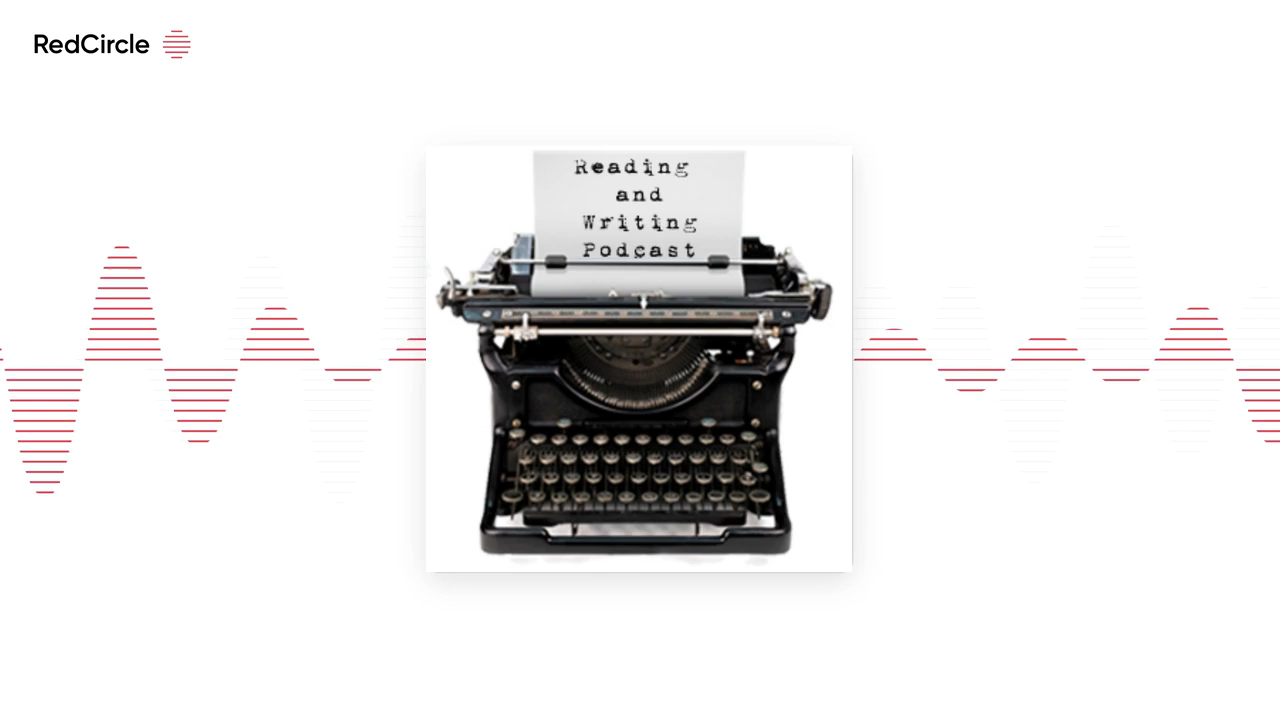 RedCircle
Reading
and
Writing
Podcast